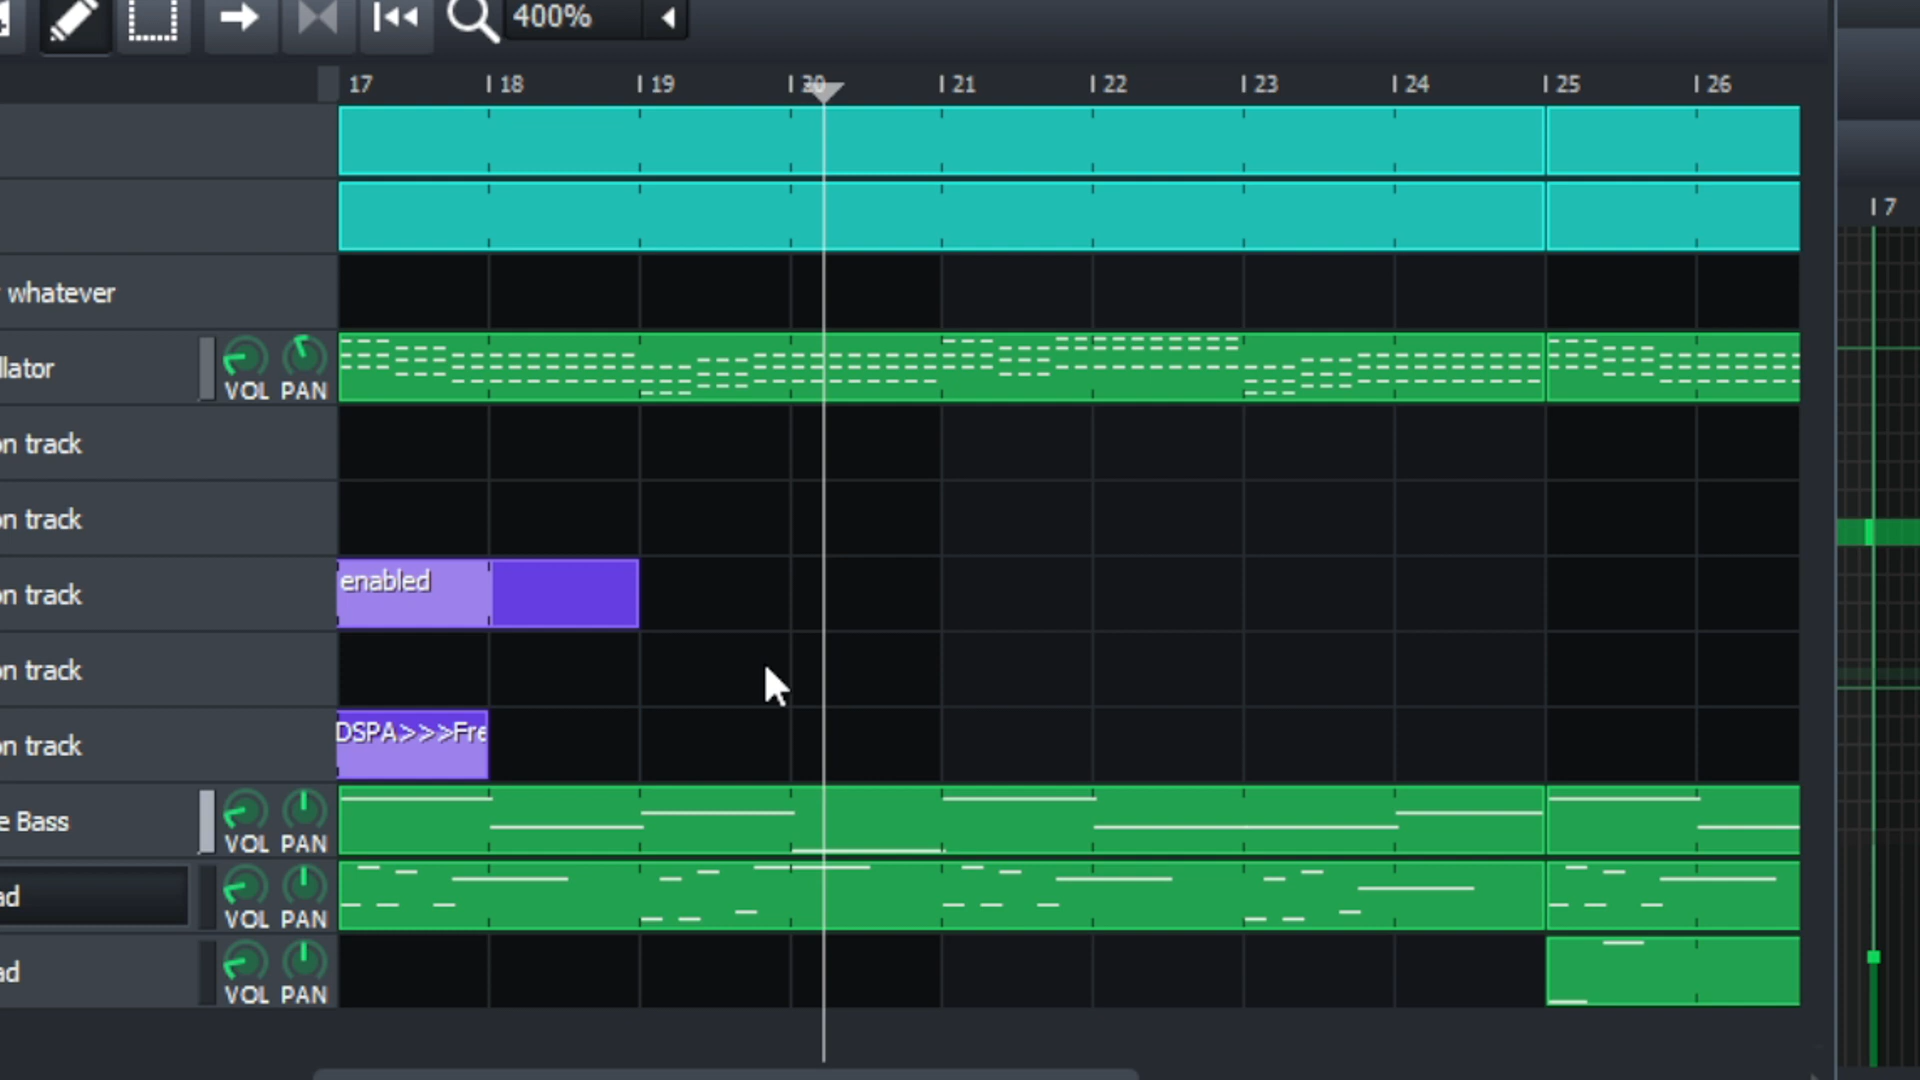 400%
17 18 19 20 21 22 23 24 25 26
7
whatever
llator
VOL PAN
on track
on track
enabled
on track
on track
DSPA>>>Fre
on track
e Bass
VOL PAN
ad
VOL PAN
ad
VOL PAN